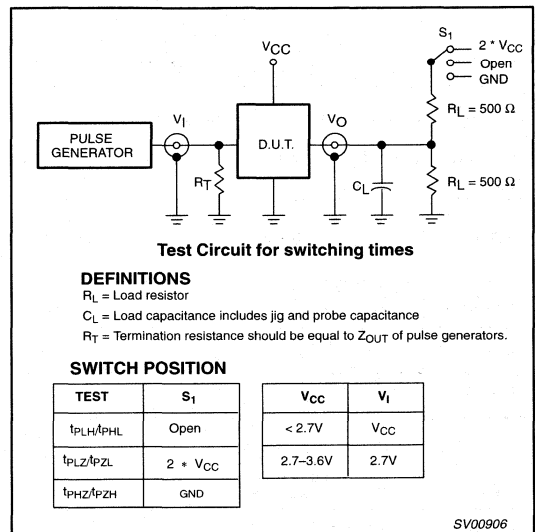 S1
2 * VCC
Open
GND
VCC
RL = 500 Ω
VI
VO
PULSE
GENERATOR
D.U.T.
RT
CL
RL = 500 Ω
Test Circuit for switching times
DEFINITIONS
RL = Load resistor
CL = Load capacitance includes jig and probe capacitance
RT = Termination resistance should be equal to ZOUT of pulse generators.
SWITCH POSITION
TEST S1
tPLH/tPHL Open
tPLZ/tPZL 2 * VCC
tPHZ/tPZH GND
VCC VI
< 2.7V VCC
2.7–3.6V 2.7V
SV00906